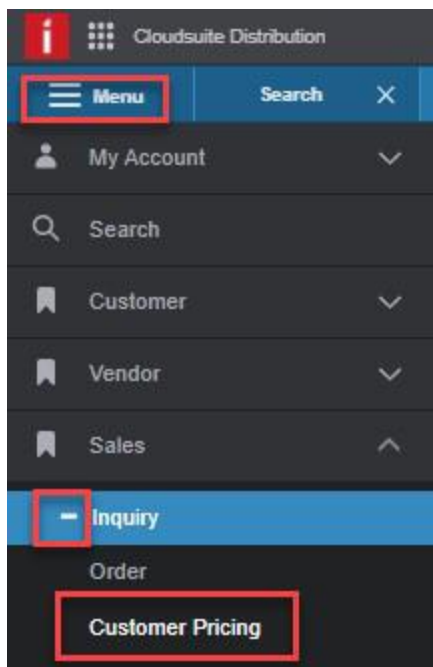 i Cloudsuite Distribution
Menu Search
My Account
Search
Customer
Vendor
Sales
Inquiry
Order
Customer Pricing